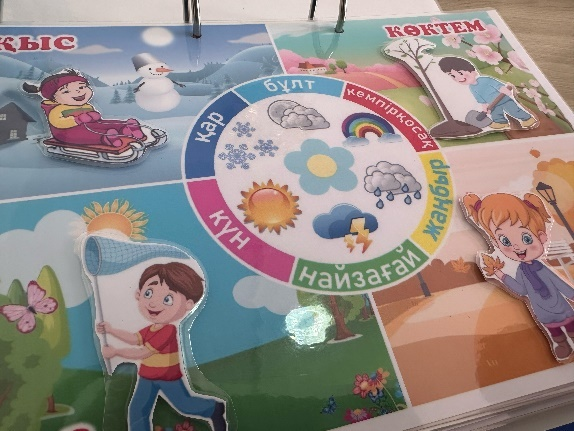 ҚЫС
КӨКТЕМ
бұлт
кемпірқосақ
қар
жаңбыр
күн
найзағай